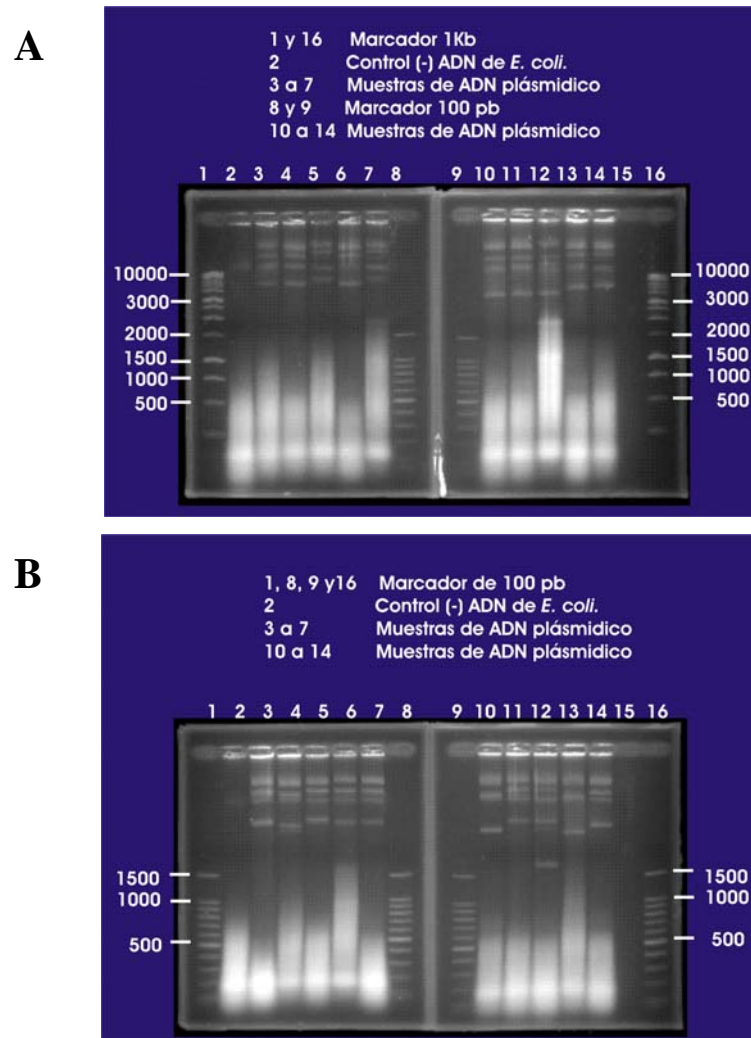 A
1 y 16 Marcador 1Kb
2 Control (-) ADN de E. coli.
3 a 7 Muestras de ADN plásmidico
8 y 9 Marcador 100 pb
10 a 14 Muestras de ADN plásmidico
1 2 3 4 5 6 7 8 9 10 11 12 13 14 15 16
10000 10000
3000 3000
2000 2000
1500 1500
1000 1000
500 500
B
1, 8, 9 y16 Marcador de 100 pb
2 Control (-) ADN de E. coli.
3 a 7 Muestras de ADN plásmidico
10 a 14 Muestras de ADN plásmidico
1 2 3 4 5 6 7 8 9 10 11 12 13 14 15 16
1500 1500
1000 1000
500 500